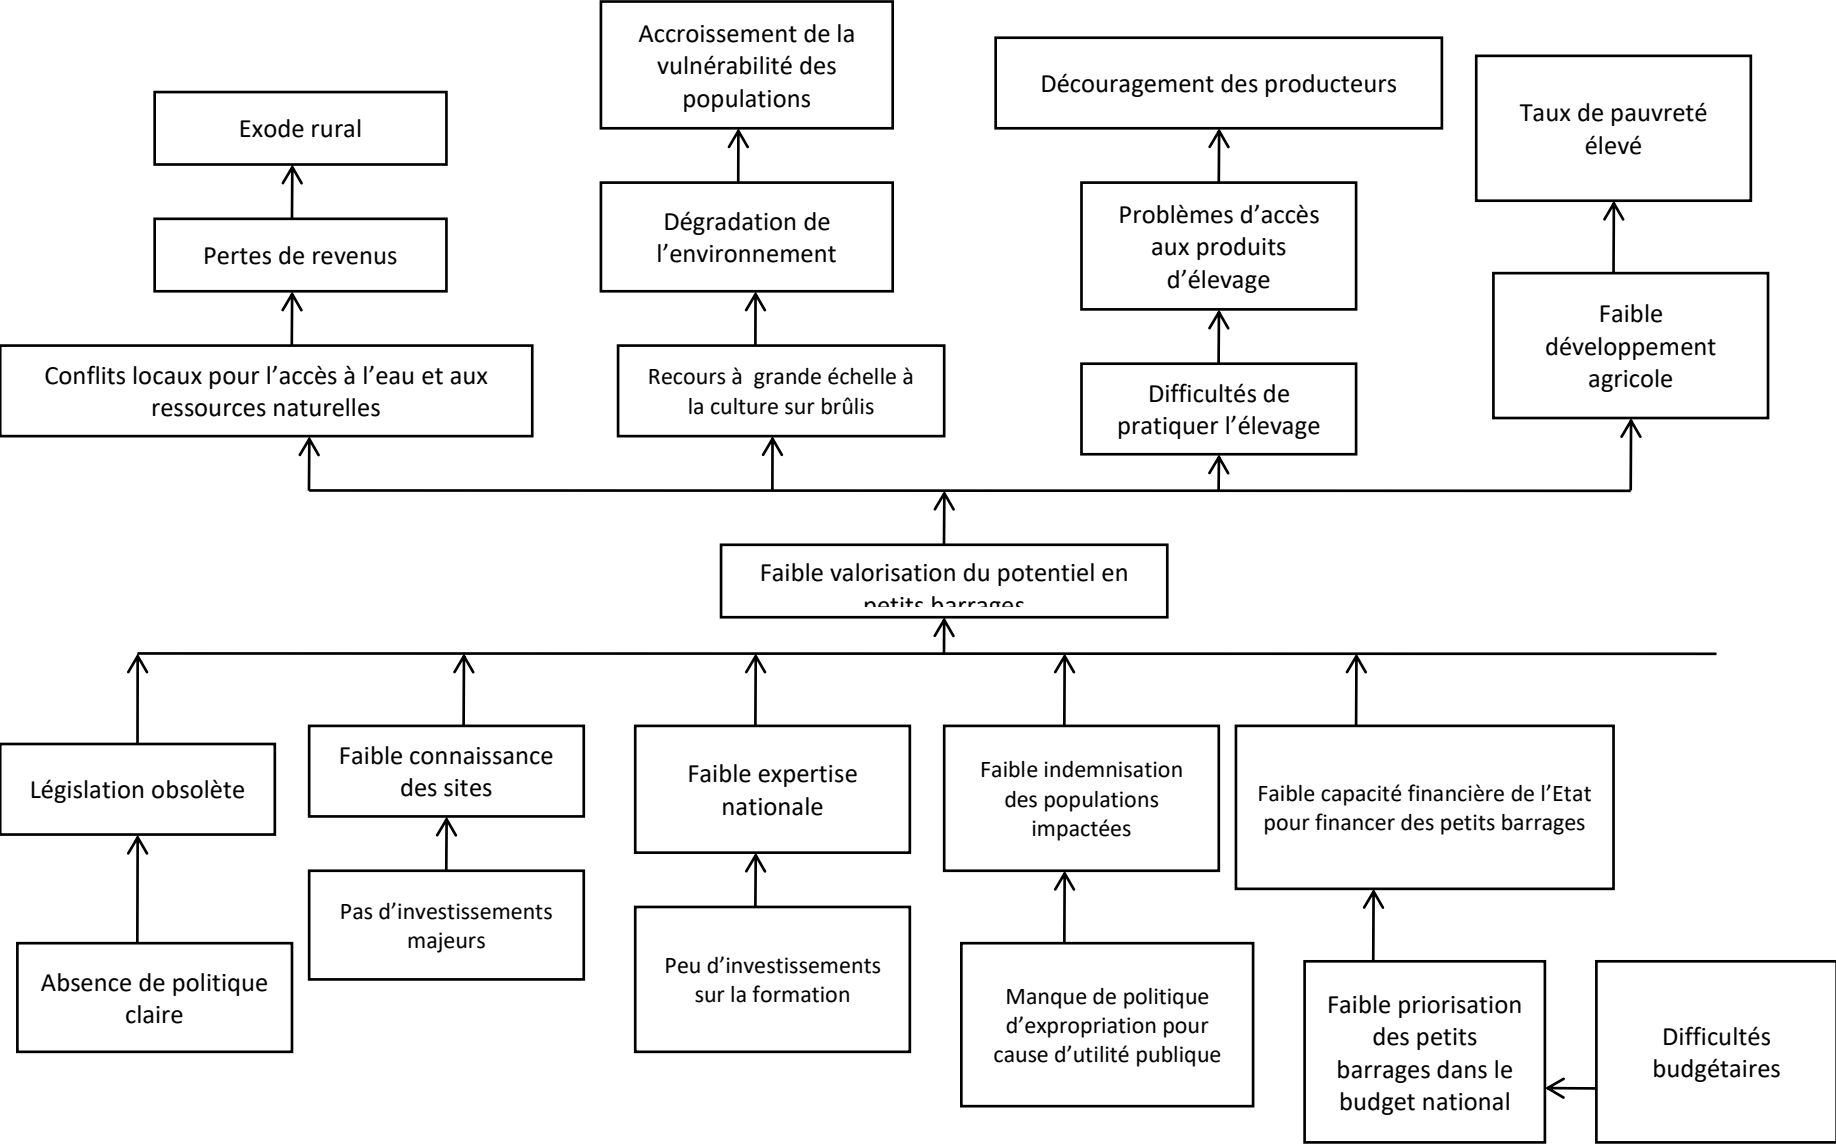 Accroissement de la
vulnérabilité des
populations
Découragement des producteurs
Taux de pauvreté
élevé
Exode rural
Dégradation de
l’environnement
Problèmes d’accès
aux produits
d’élevage
Pertes de revenus
Faible
développement
agricole
Conflits locaux pour l’accès à l’eau et aux
ressources naturelles
Recours à  grande échelle à
la culture sur brûlis
Difficultés de
pratiquer l’élevage
Faible valorisation du potentiel en
petits barrages
Législation obsolète
Faible connaissance
des sites
Faible expertise
nationale
Faible indemnisation
des populations
impactées
Faible capacité financière de l’Etat
pour financer des petits barrages
Absence de politique
claire
Pas d’investissements
majeurs
Peu d’investissements
sur la formation
Manque de politique
d’expropriation pour
cause d’utilité publique
Faible priorisation
des petits
barrages dans le
budget national
Difficultés
budgétaires